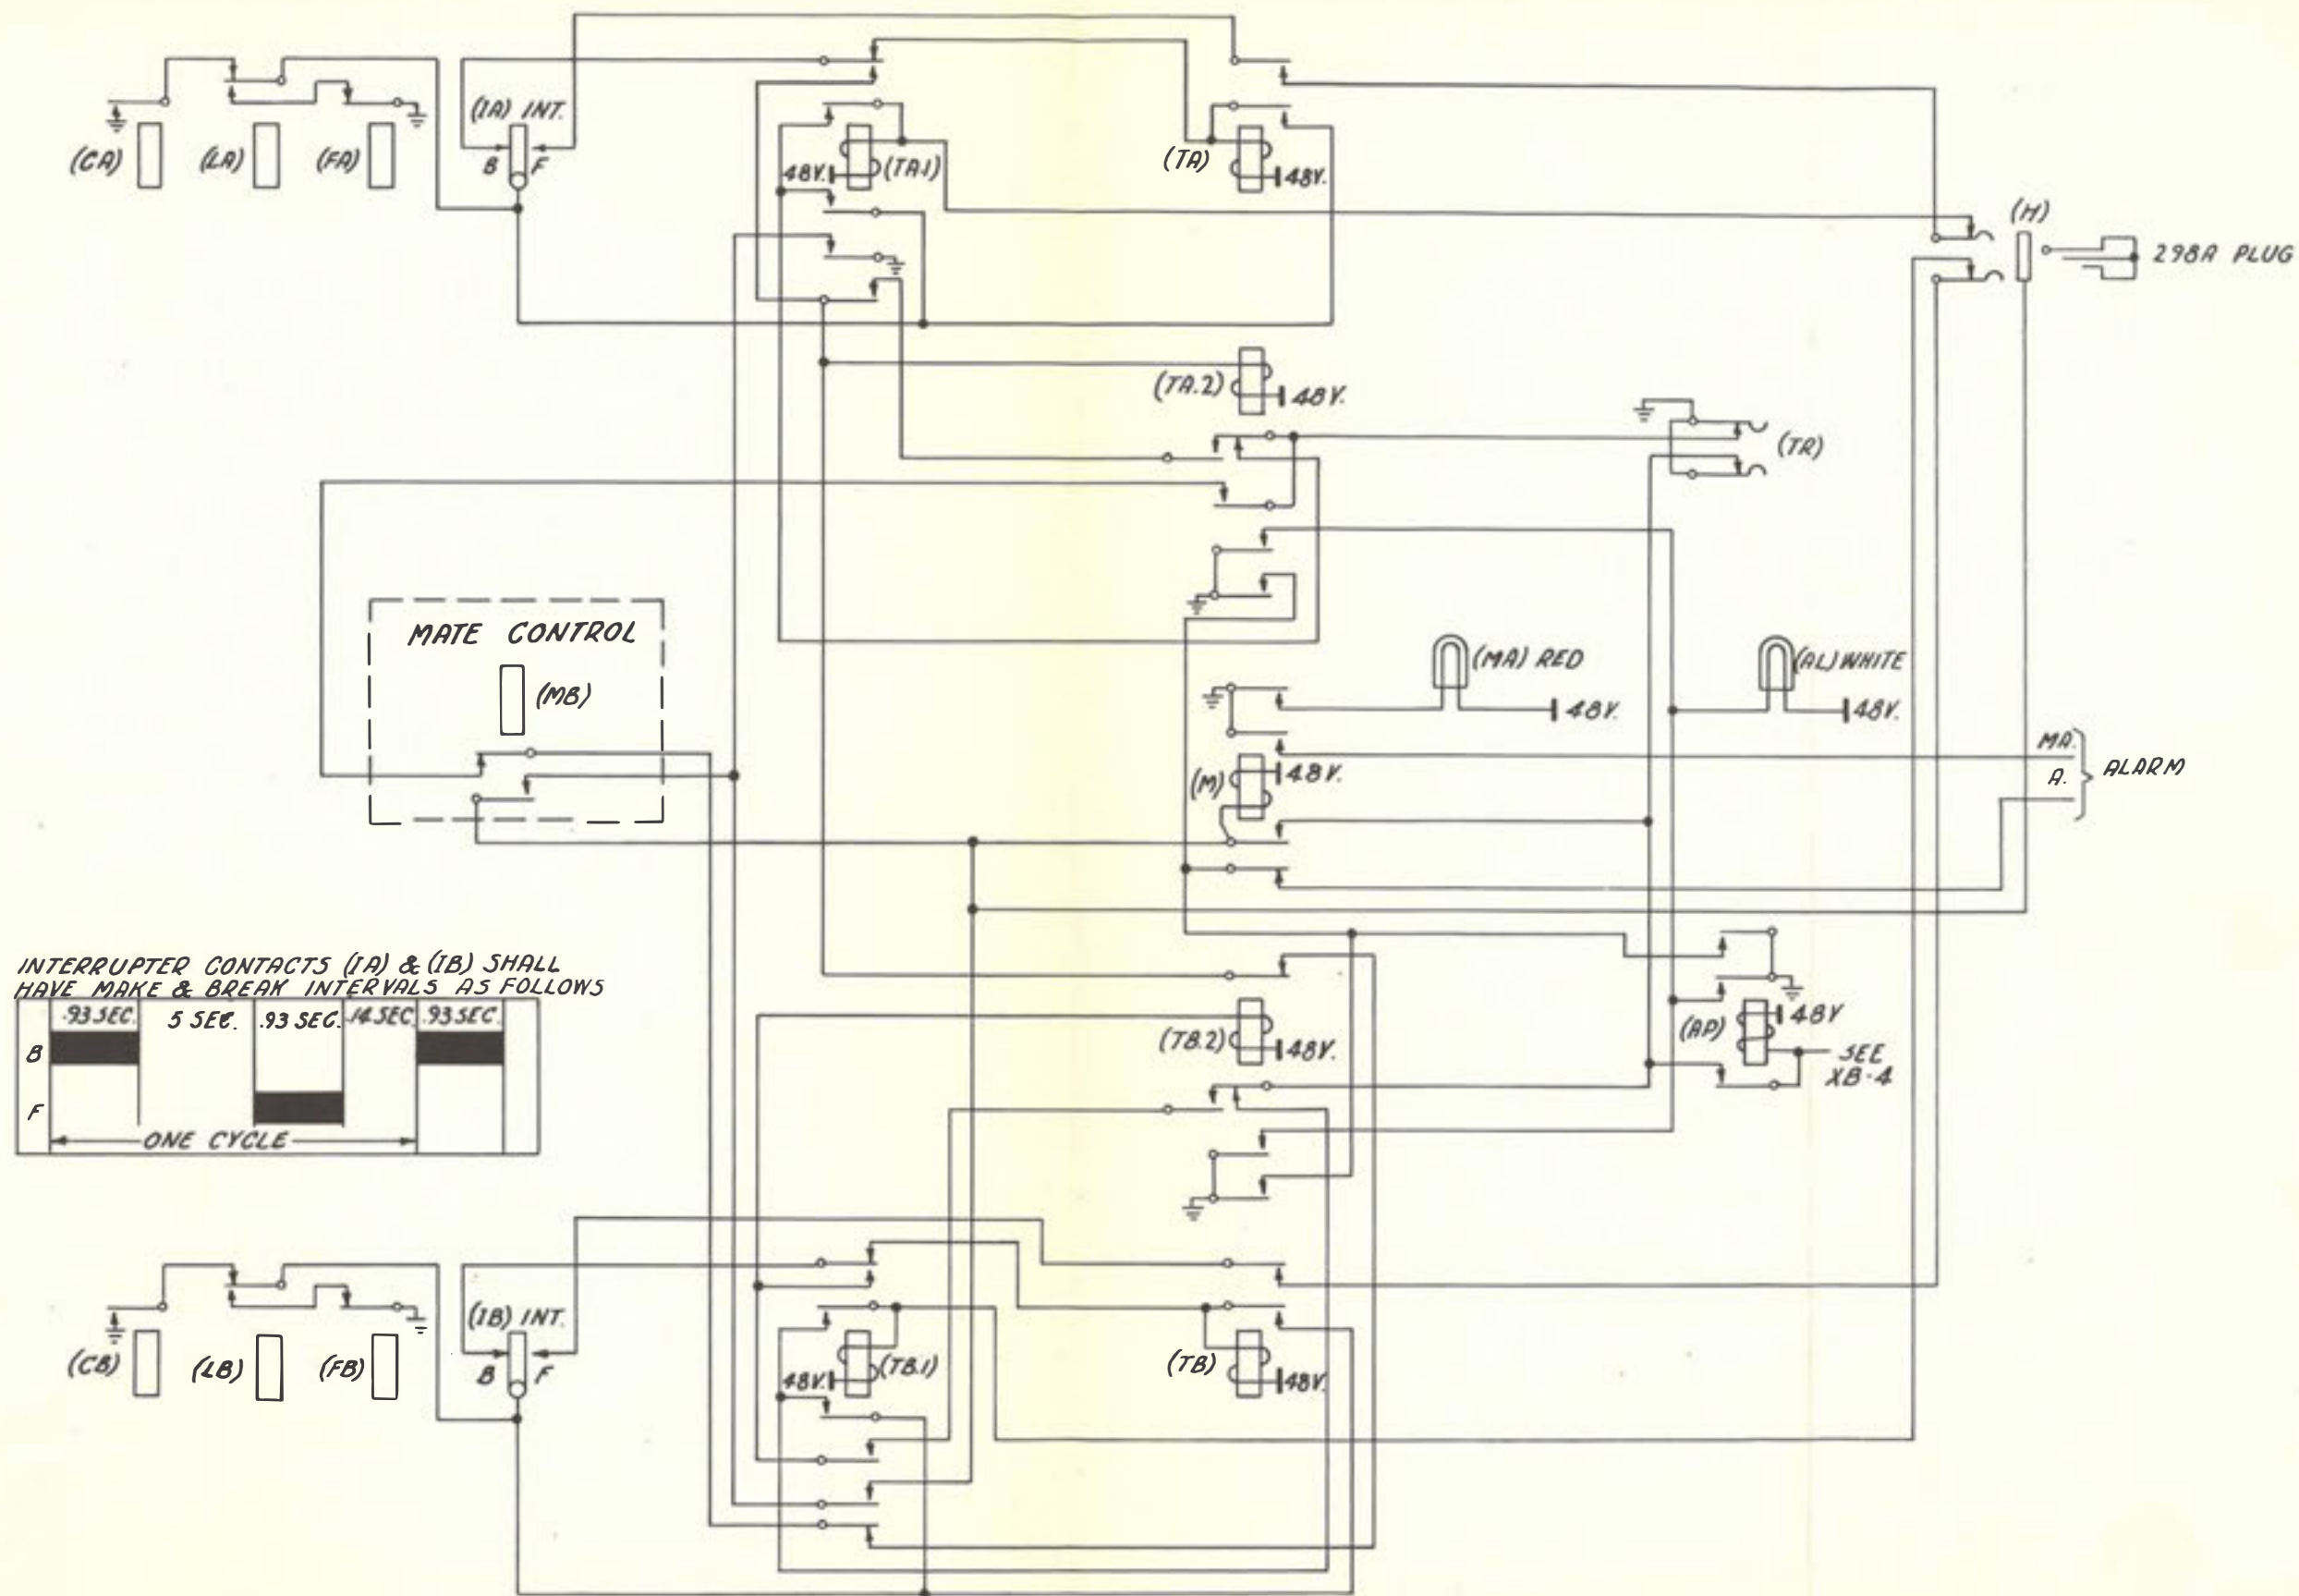 (IA) INT.
(CA)
(LA)
(FA)
B F
48V.
(TA.1)
(TA)
48V.
(H)
298A PLUG
(TA.2)
48V.
(TR)
MATE CONTROL
(MB)
(MA) RED
48V.
(AL) WHITE
48V.
(M)
48V.
MA.
A.
ALARM
INTERRUPTER CONTACTS (IA) & (IB) SHALL
HAVE MAKE & BREAK INTERVALS AS FOLLOWS
.93 SEC. 5 SEC. .93 SEC. .14 SEC. .93 SEC.
B
F
ONE CYCLE
(TB.2)
48V.
(AP)
48V
SEE
XB-4
(IB) INT.
(CB)
(LB)
(FB)
B F
48V.
(TB.1)
(TB)
48V.